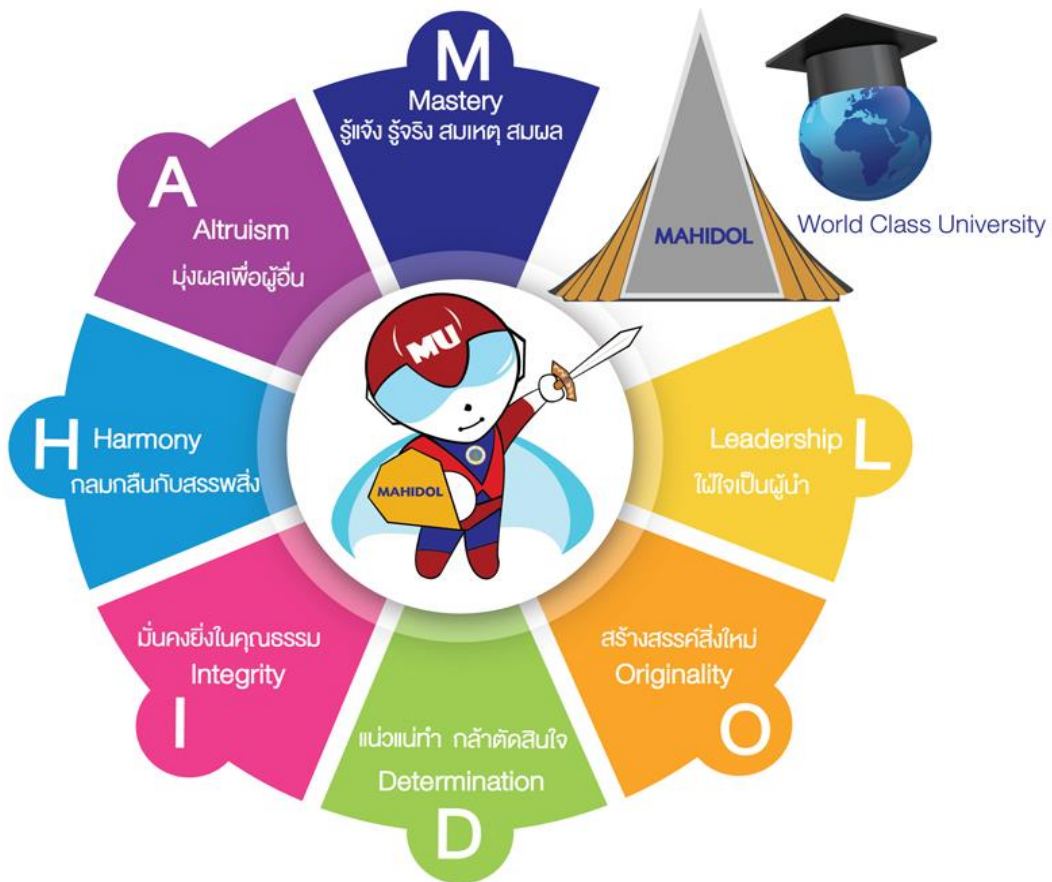 M
Mastery
รู้แจ้ง รู้จริง สมเหตุ สมผล
A
Altruism
มุ่งผลเพื่อผู้อื่น
H
Harmony
กลมกลืนกับสรรพสิ่ง
มั่นคงยิ่งในคุณธรรม
Integrity
I
แน่วแน่ทำ กล้าตัดสินใจ
Determination
D
สร้างสรรค์สิ่งใหม่
Originality
O
Leadership
L
ใฝ่ใจเป็นผู้นำ
MU
MAHIDOL
MAHIDOL
World Class University